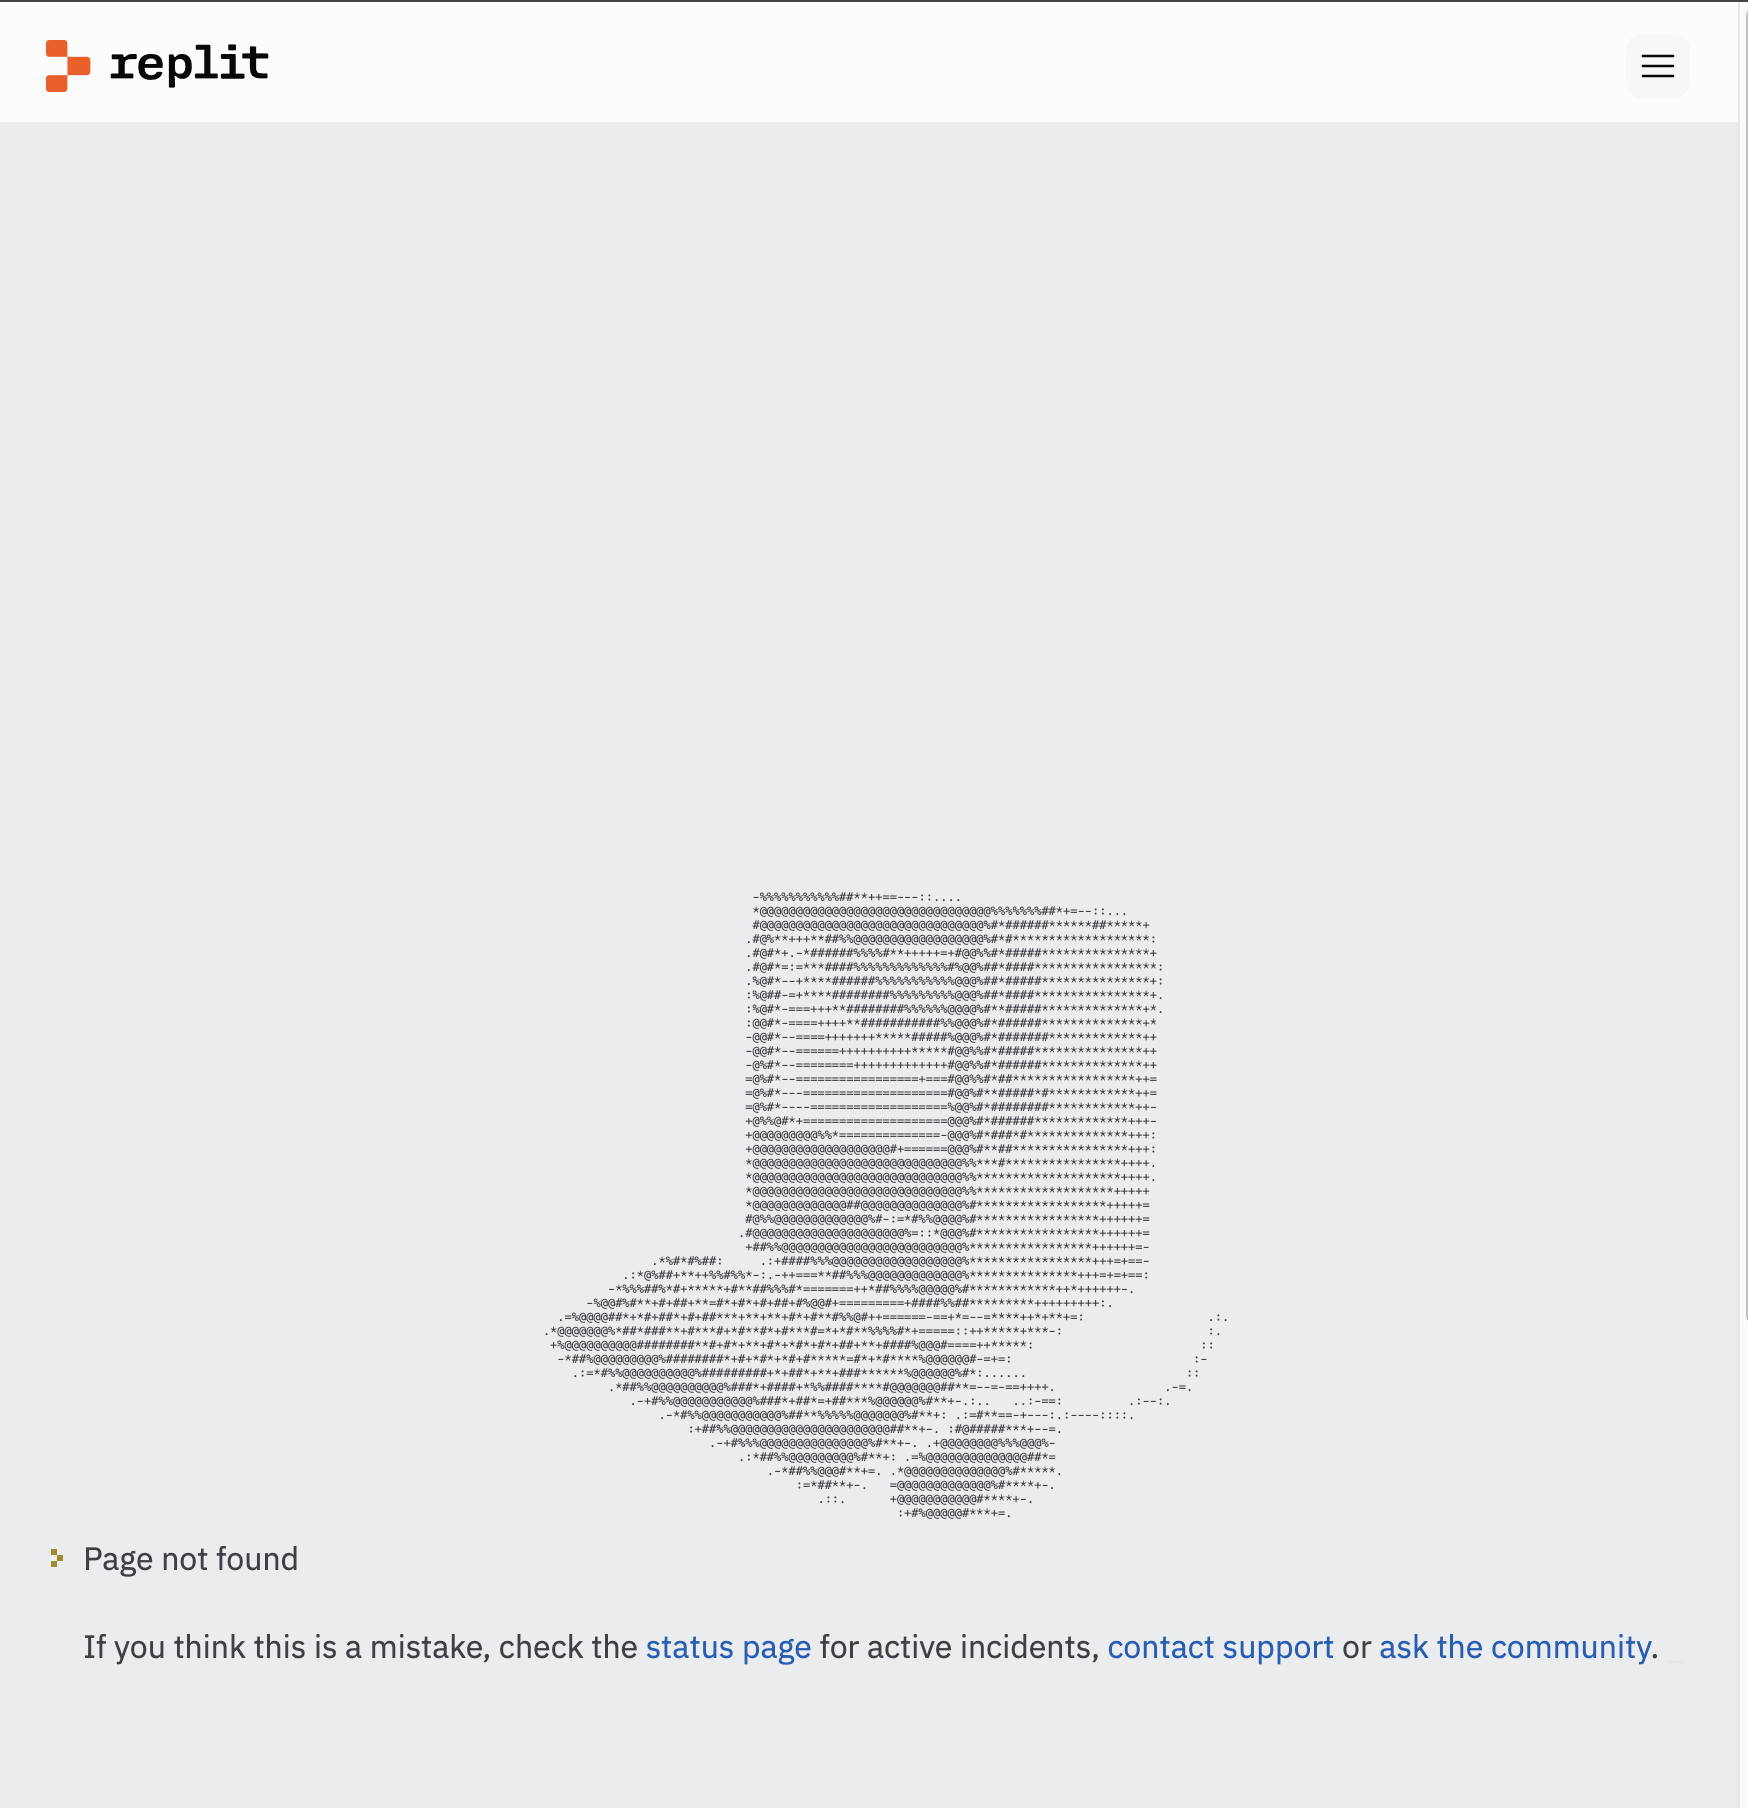 replit
Page not found
If you think this is a mistake, check the status page for active incidents, contact support or ask the community.